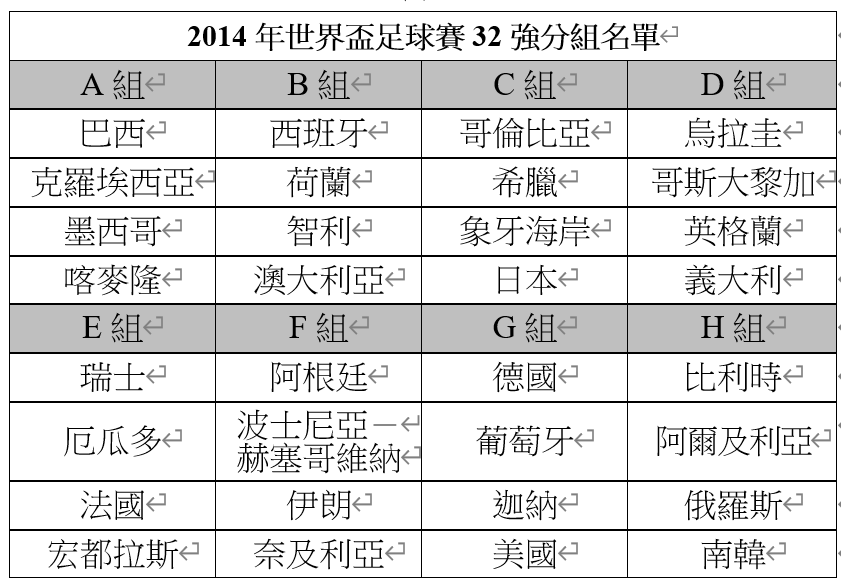 2014 年世界盃足球賽 32 強分組名單
A 組 B 組 C 組 D 組
巴西 西班牙 哥倫比亞 烏拉圭
克羅埃西亞 荷蘭 希臘 哥斯大黎加
墨西哥 智利 象牙海岸 英格蘭
喀麥隆 澳大利亞 日本 義大利
E 組 F 組 G 組 H 組
瑞士 阿根廷 德國 比利時
厄瓜多 波士尼亞－ 葡萄牙 阿爾及利亞
赫塞哥維納
法國 伊朗 迦納 俄羅斯
宏都拉斯 奈及利亞 美國 南韓